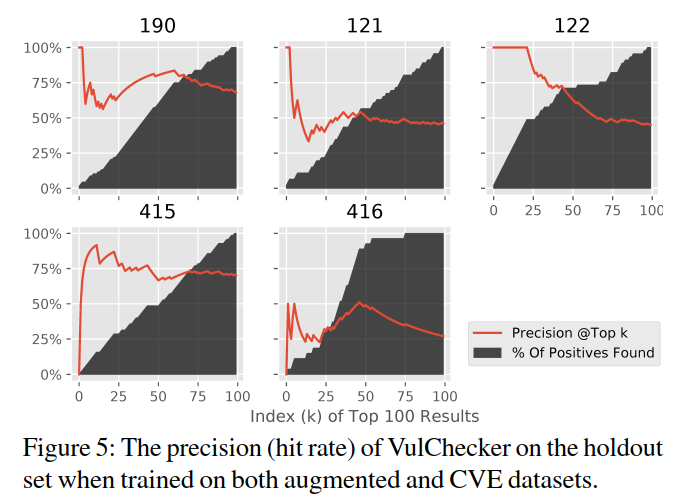 190 121 122
100%
75%
50%
25%
0%
0 25 50 75 100
415 416
100%
75%
50%
25%
0%
0 25 50 75 100 0 25 50 75 100
Precision @Top k
% Of Positives Found
Index (k) of Top 100 Results
Figure 5: The precision (hit rate) of VulChecker on the holdout
set when trained on both augmented and CVE datasets.